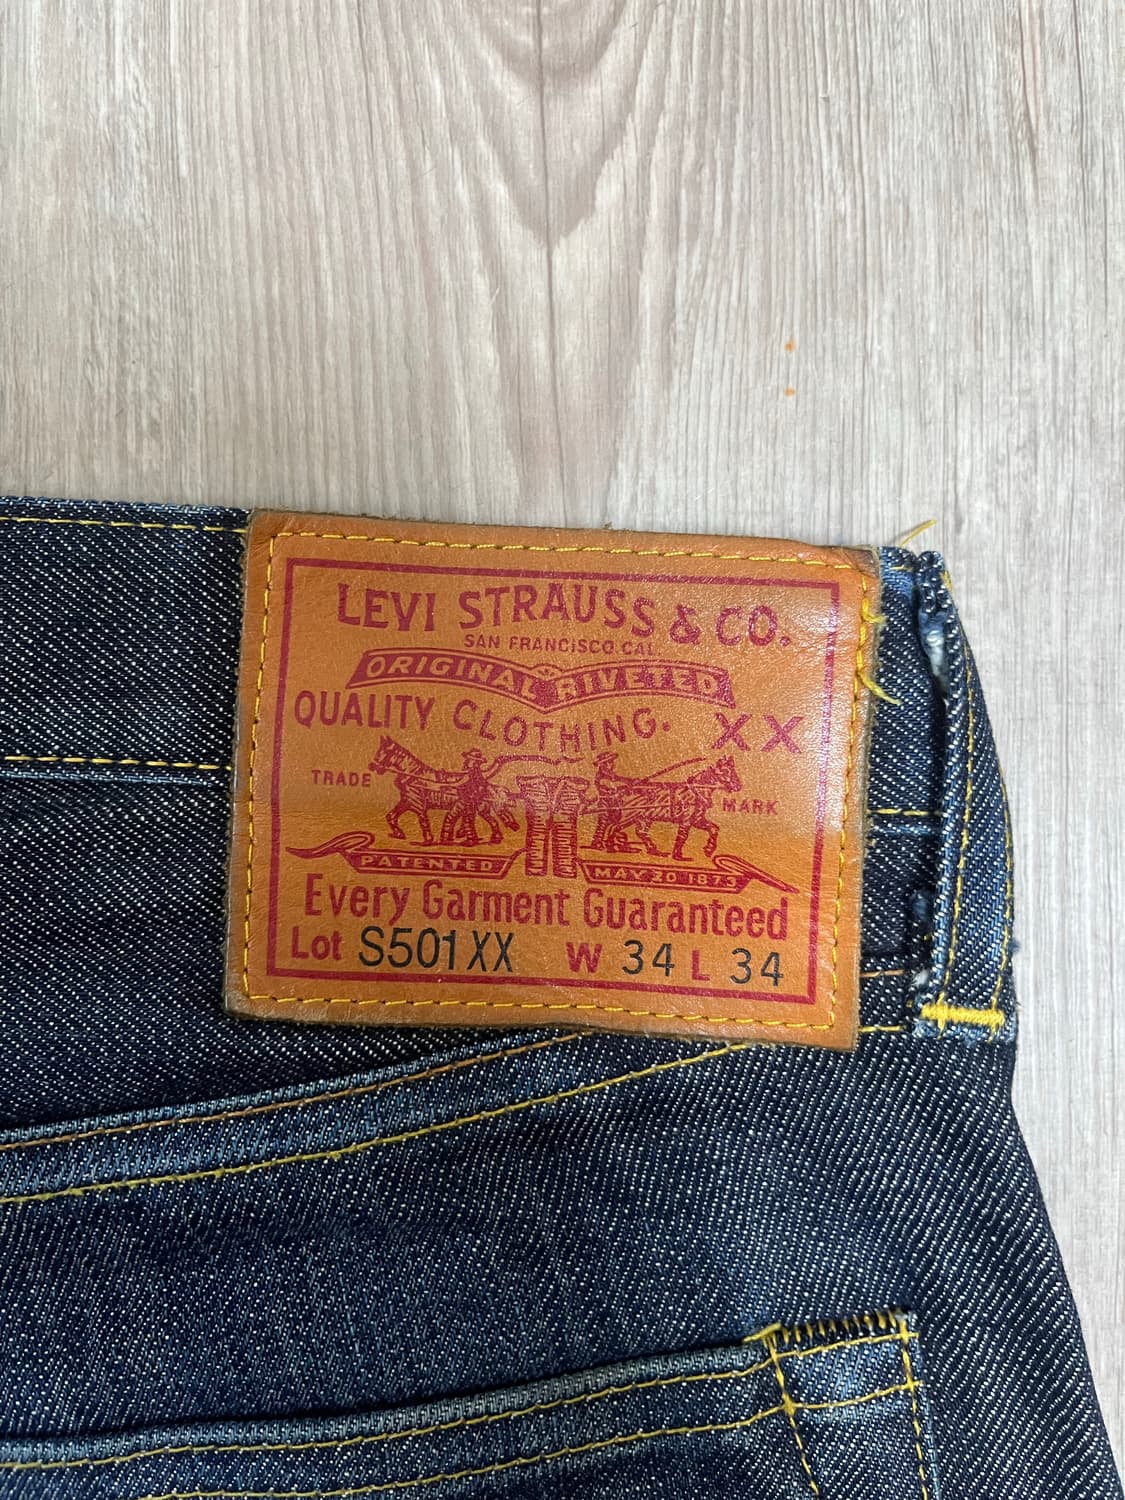 LEVI STRAUSS & CO.
SAN FRANCISCO CAL.
ORIGINAL RIVETED
QUALITY CLOTHING. XX
TRADE MARK
PATENTED MAY 20 1873
Every Garment Guaranteed
Lot S501XX W 34 L 34